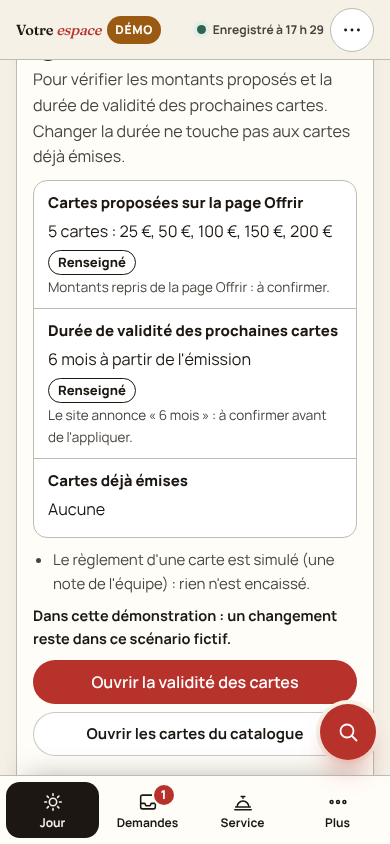 Votre espace DÉMO
Enregistré à 17 h 29
Pour vérifier les montants proposés et la
durée de validité des prochaines cartes.
Changer la durée ne touche pas aux cartes
déjà émises.
Cartes proposées sur la page Offrir
5 cartes : 25 €, 50 €, 100 €, 150 €, 200 €
Renseigné
Montants repris de la page Offrir : à confirmer.
Durée de validité des prochaines cartes
6 mois à partir de l'émission
Renseigné
Le site annonce « 6 mois » : à confirmer avant
de l'appliquer.
Cartes déjà émises
Aucune
• Le règlement d'une carte est simulé (une
note de l'équipe) : rien n'est encaissé.
Dans cette démonstration : un changement
reste dans ce scénario fictif.
Ouvrir la validité des cartes
Ouvrir les cartes du catalogue
1
Jour
Demandes
Service
Plus